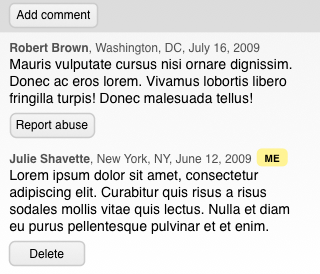 Add comment
Robert Brown, Washington, DC, July 16, 2009
Mauris vulputate cursus nisi ornare dignissim.
Donec ac eros lorem. Vivamus lobortis libero
fringilla turpis! Donec malesuada tellus!
Report abuse
Julie Shavette, New York, NY, June 12, 2009 ME
Lorem ipsum dolor sit amet, consectetur
adipiscing elit. Curabitur quis risus a risus
sodales mollis vitae quis lectus. Nulla et diam
eu purus pellentesque pulvinar et et enim.
Delete